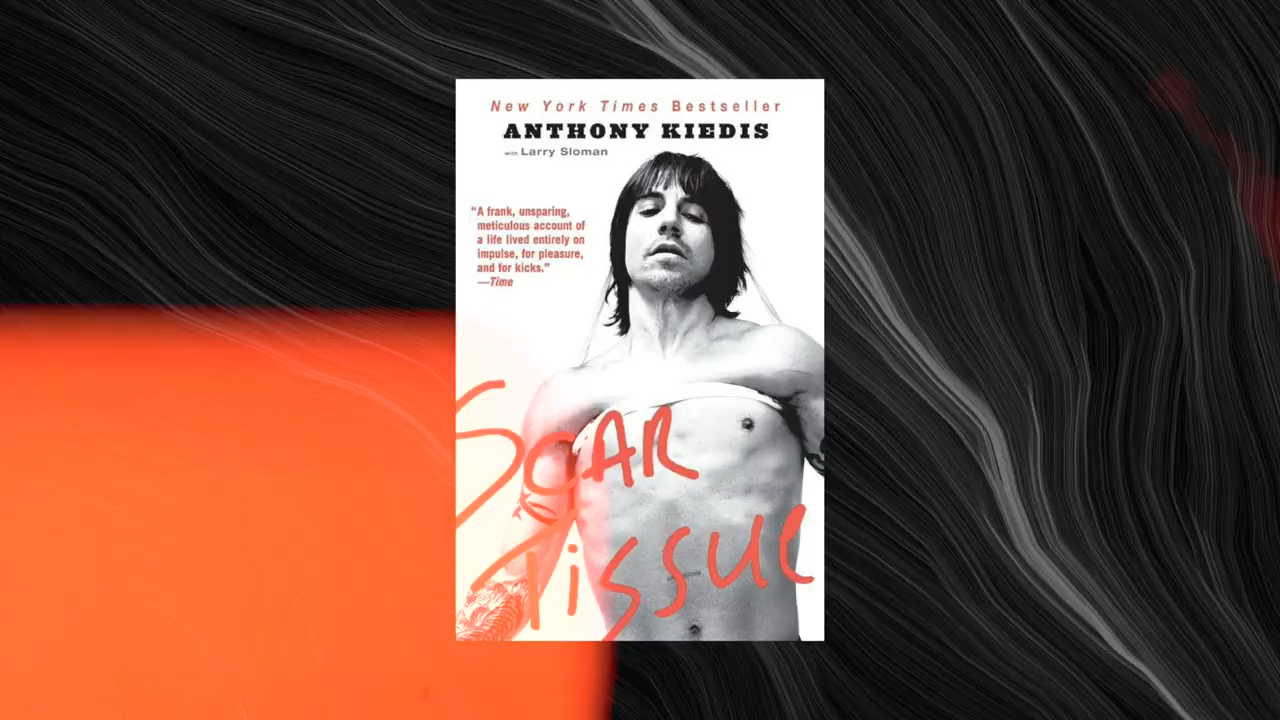 New York Times Bestseller
ANTHONY KIEDIS
with Larry Sloman
“A frank, unsparing,
meticulous account of
a life lived entirely on
impulse, for pleasure,
and for kicks.”
—Time
SCAR
Tissue